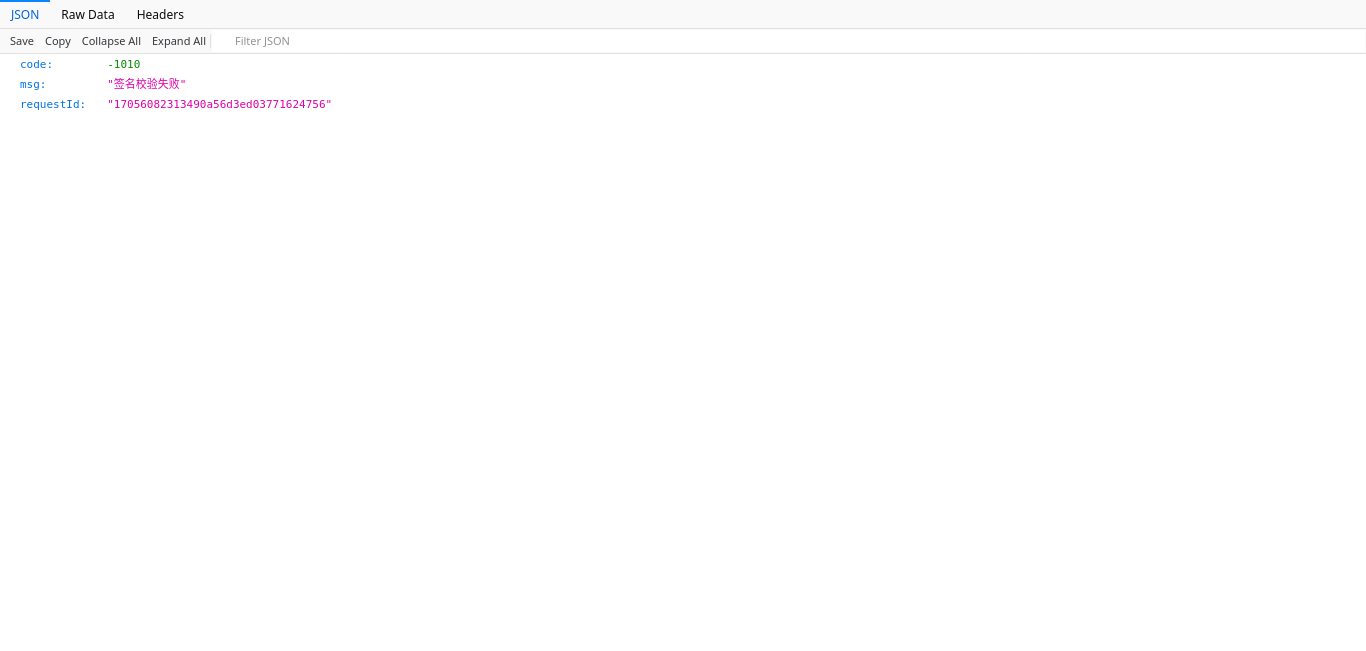 JSON Raw Data Headers
Save Copy Collapse All Expand All Filter JSON
code: -1010
msg: "签名校验失败"
requestId: "17056082313490a56d3ed03771624756"